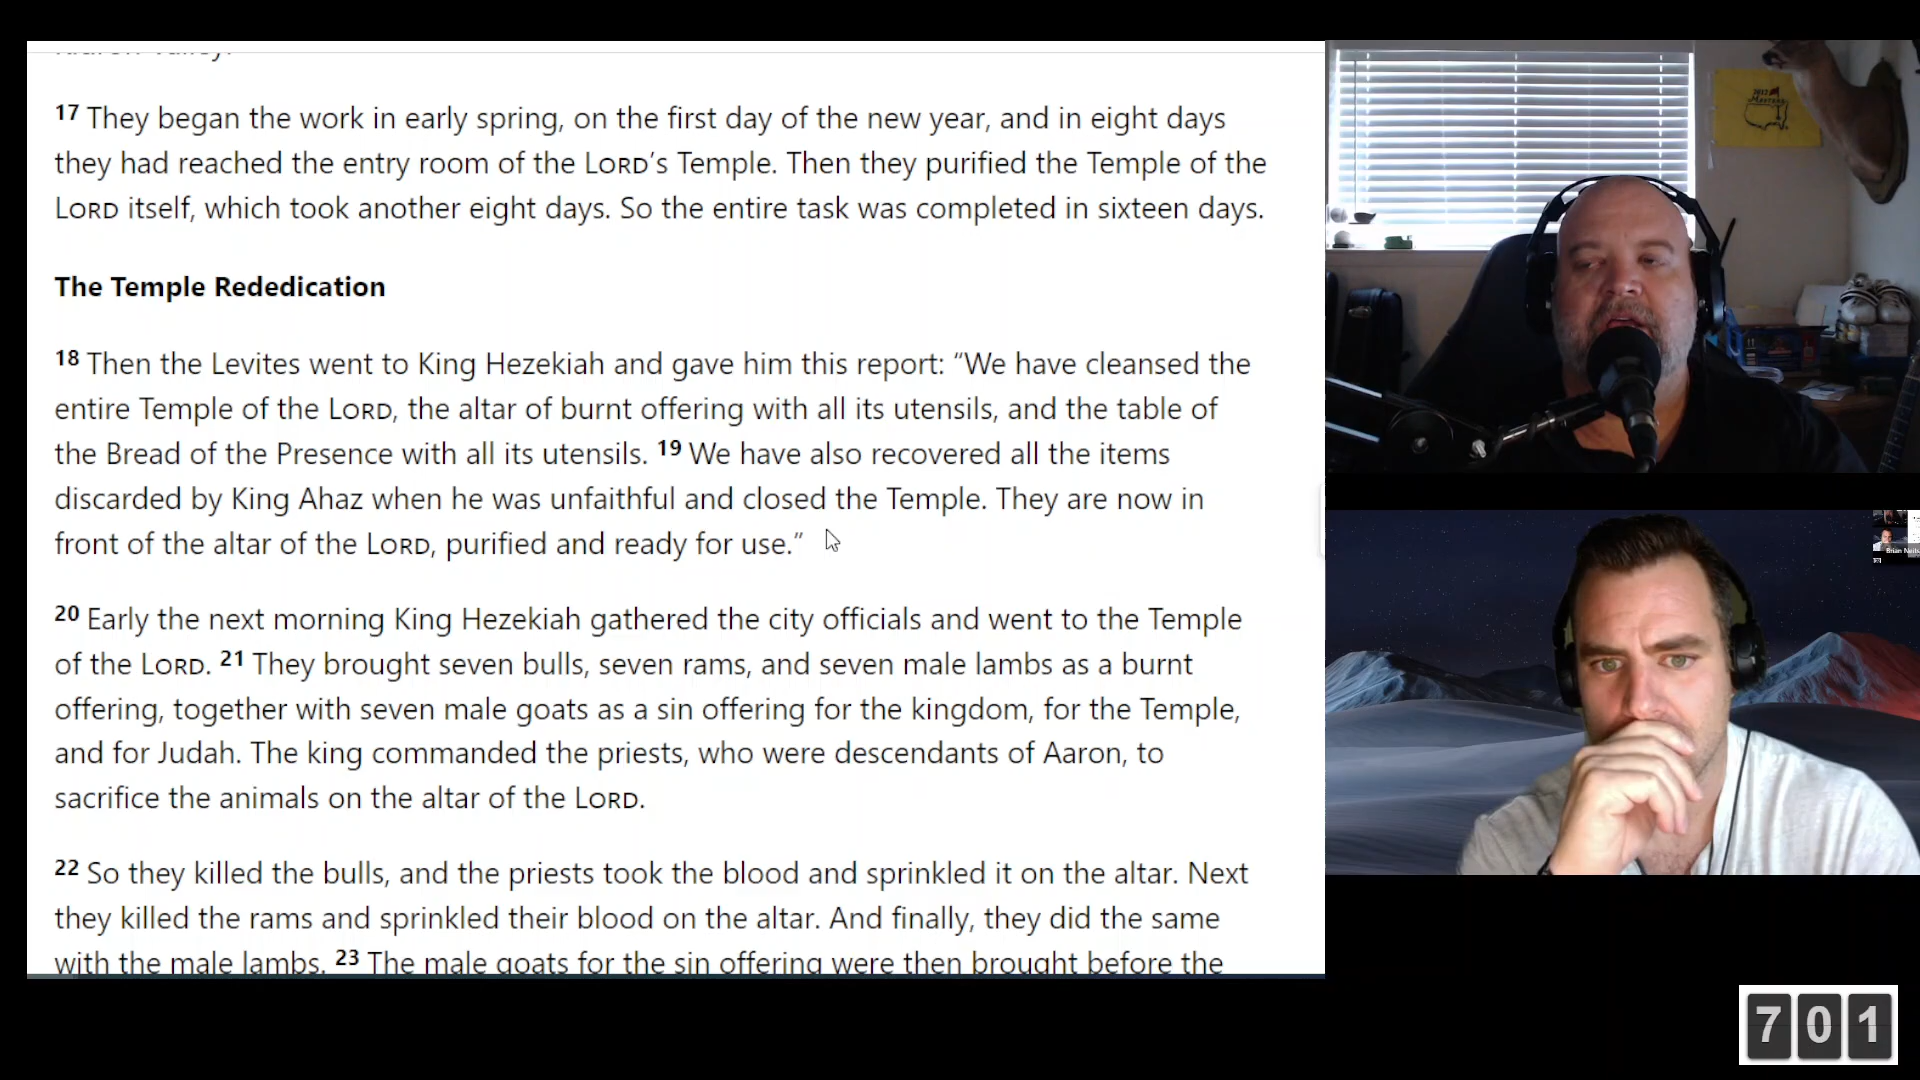 17 They began the work in early spring, on the first day of the new year, and in eight days
they had reached the entry room of the LORD's Temple. Then they purified the Temple of the
LORD itself, which took another eight days. So the entire task was completed in sixteen days.
The Temple Rededication
18 Then the Levites went to King Hezekiah and gave him this report: “We have cleansed the
entire Temple of the LORD, the altar of burnt offering with all its utensils, and the table of
the Bread of the Presence with all its utensils. 19 We have also recovered all the items
discarded by King Ahaz when he was unfaithful and closed the Temple. They are now in
front of the altar of the LORD, purified and ready for use.”
20 Early the next morning King Hezekiah gathered the city officials and went to the Temple
of the LORD. 21 They brought seven bulls, seven rams, and seven male lambs as a burnt
offering, together with seven male goats as a sin offering for the kingdom, for the Temple,
and for Judah. The king commanded the priests, who were descendants of Aaron, to
sacrifice the animals on the altar of the LORD.
22 So they killed the bulls, and the priests took the blood and sprinkled it on the altar. Next
they killed the rams and sprinkled their blood on the altar. And finally, they did the same
with the male lambs. 23 The male goats for the sin offering were then brought before the
Masters
Brian
701